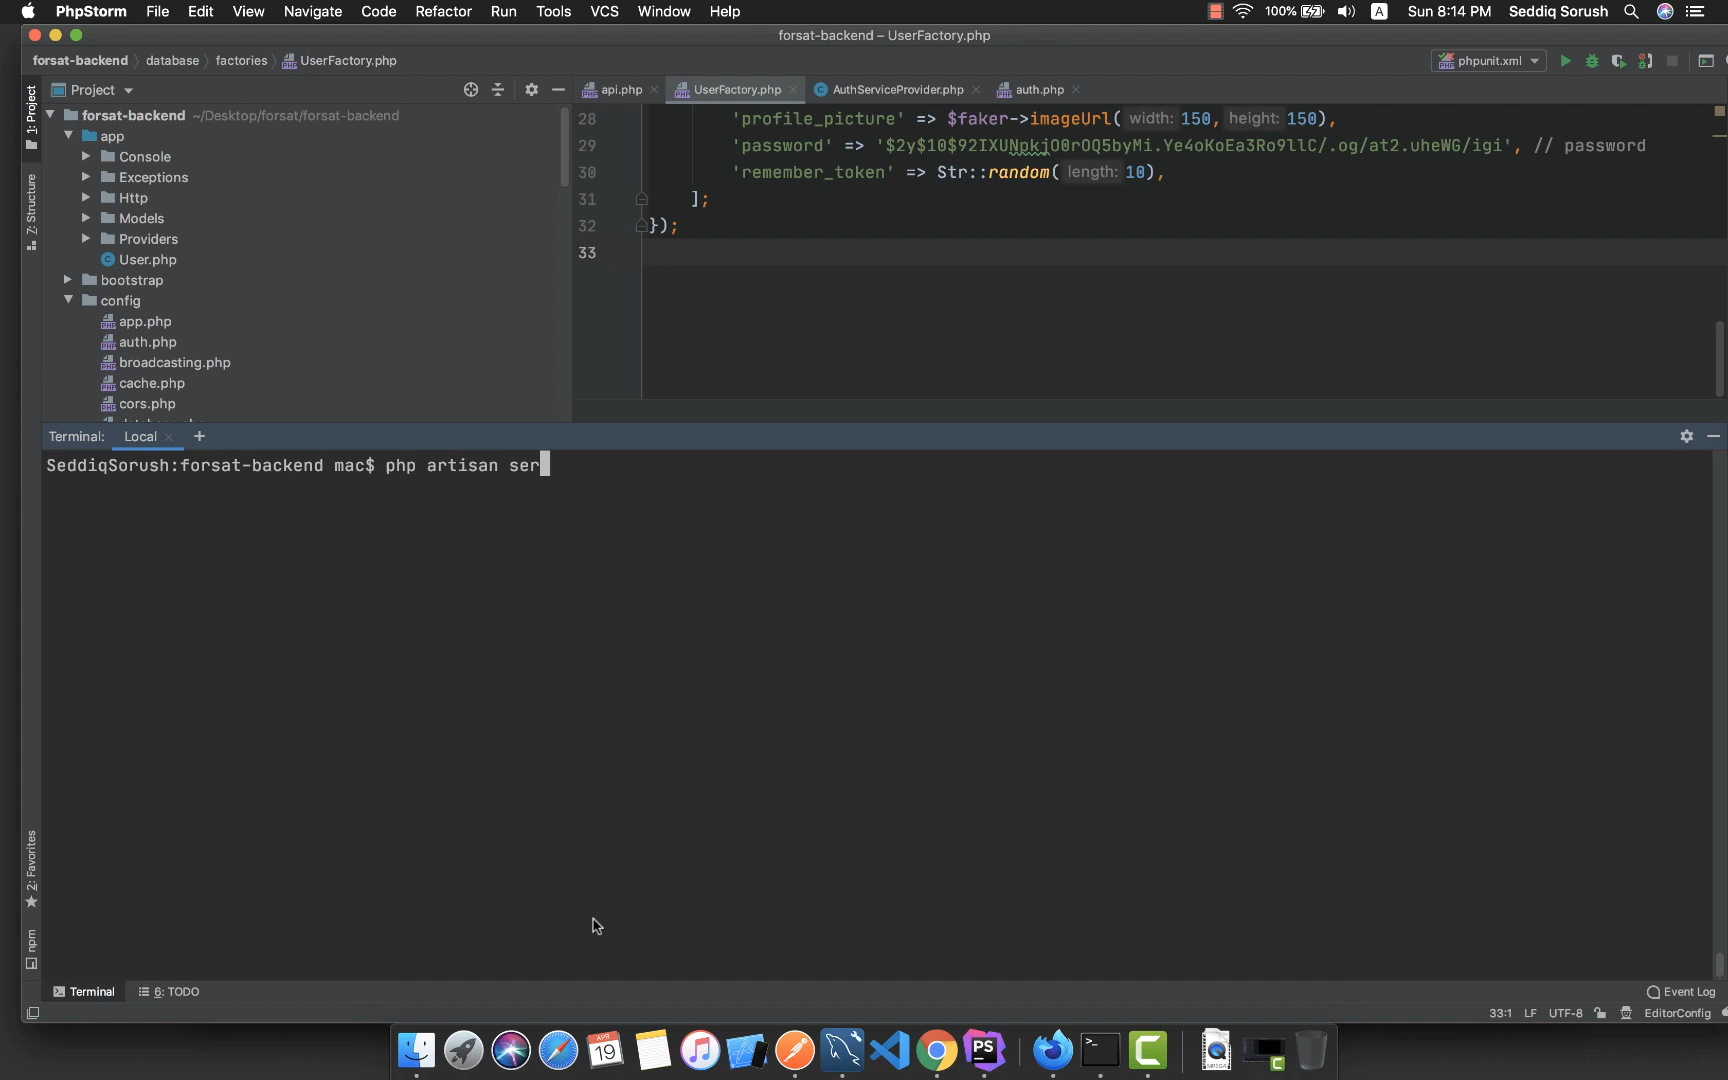 PhpStorm File Edit View Navigate Code Refactor Run Tools VCS Window Help 100% A Sun 8:14 PM Seddiq Sorush
forsat-backend – UserFactory.php
forsat-backend database factories UserFactory.php phpunit.xml
1: Project
Project
api.php UserFactory.php AuthServiceProvider.php auth.php
forsat-backend ~/Desktop/forsat/forsat-backend
app
Console
Exceptions
Http
Models
Providers
User.php
bootstrap
config
app.php
auth.php
broadcasting.php
cache.php
cors.php
28 'profile_picture' => $faker->imageUrl( width: 150, height: 150),
29 'password' => '$2y$10$92IXUNpkjO0rOQ5byMi.Ye4oKoEa3Ro9llC/.og/at2.uheWG/igi', // password
30 'remember_token' => Str::random( length: 10),
31 ];
32 });
33
7: Structure
Terminal: Local +
SeddiqSorush:forsat-backend mac$ php artisan ser
2: Favorites
npm
Terminal 6: TODO Event Log
33:1 LF UTF-8 EditorConfig
APR
19
PS
MPEG4